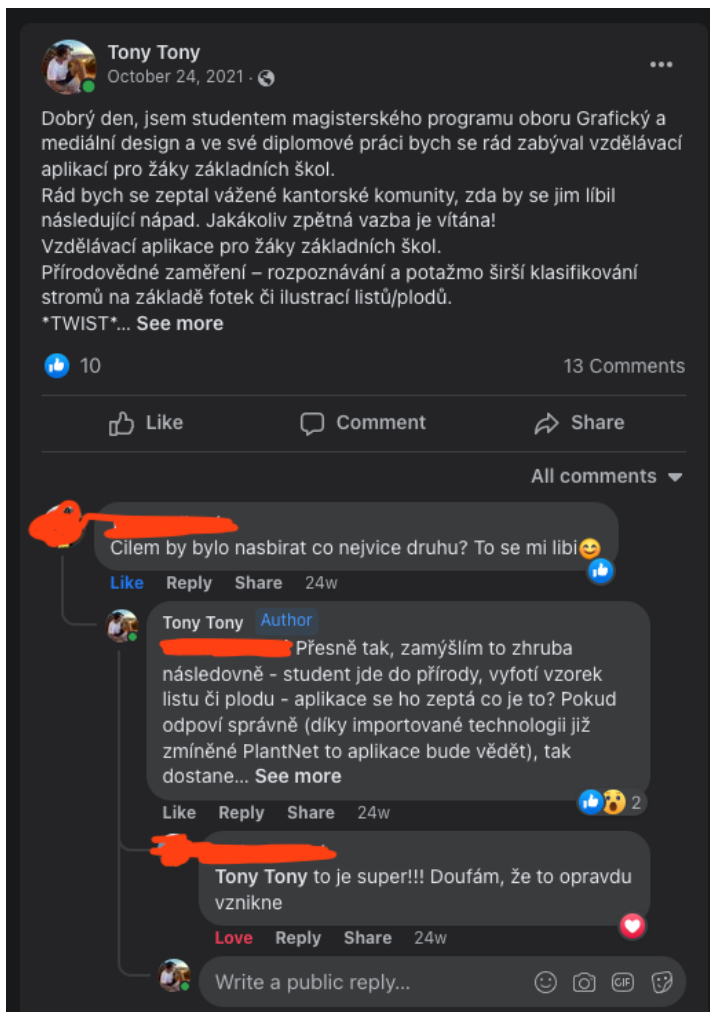 Tony Tony
October 24, 2021 ·
Dobrý den, jsem studentem magisterského programu oboru Grafický a
mediální design a ve své diplomové práci bych se rád zabýval vzdělávací
aplikací pro žáky základních škol.
Rád bych se zeptal vážené kantorské komunity, zda by se jim líbil
následující nápad. Jakákoliv zpětná vazba je vítána!
Vzdělávací aplikace pro žáky základních škol.
Přírodovědné zaměření – rozpoznávání a potažmo širší klasifikování
stromů na základě fotek či ilustrací listů/plodů.
*TWIST*... See more
10
13 Comments
Like
Comment
Share
All comments
Cilem by bylo nasbirat co nejvice druhu? To se mi libi😊
Like Reply Share 24w
Tony Tony Author
Přesně tak, zamýšlím to zhruba
následovně - student jde do přírody, vyfotí vzorek
listu či plodu - aplikace se ho zeptá co je to? Pokud
odpoví správně (díky importované technologii již
zmíněné PlantNet to aplikace bude vědět), tak
dostane... See more
2
Like Reply Share 24w
Tony Tony to je super!!! Doufám, že to opravdu
vznikne
Love Reply Share 24w
Write a public reply...
GIF